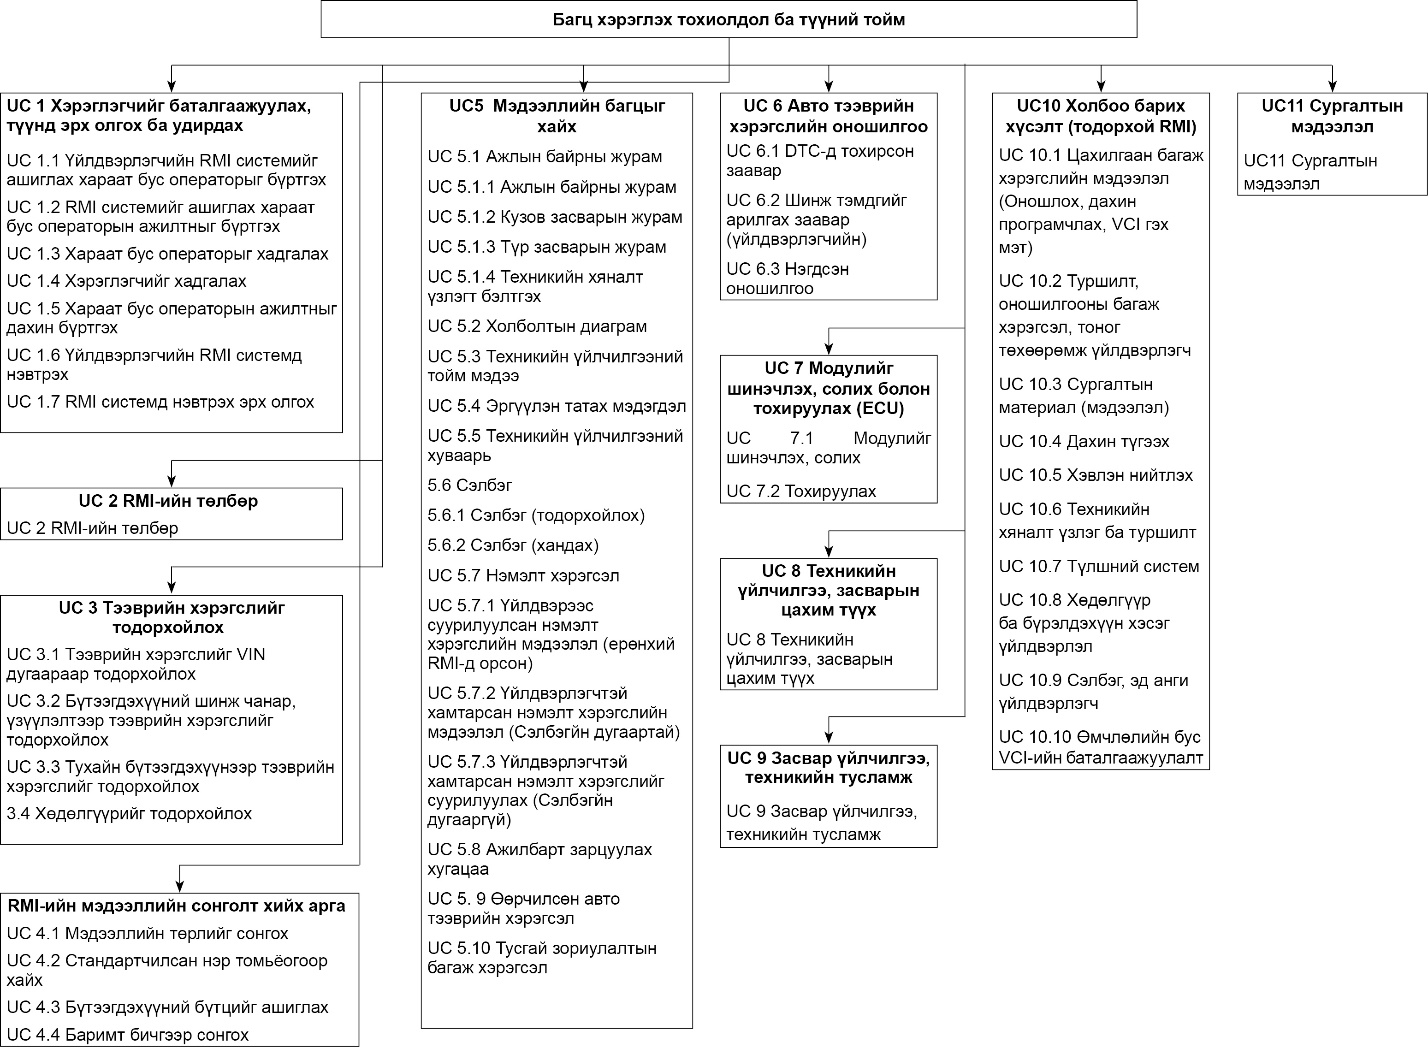 Багц хэрэглэх тохиолдол ба түүний тойм
UC 1 Хэрэглэгчийг баталгаажуулах,
түүнд эрх олгох ба удирдах
UC 1.1 Үйлдвэрлэгчийн RMI системийг
ашиглах хараат бус операторыг бүртгэх
UC 1.2 RMI системийг ашиглах хараат
бус операторын ажилтныг бүртгэх
UC 1.3 Хараат бус операторыг хадгалах
UC 1.4 Хэрэглэгчийг хадгалах
UC 1.5 Хараат бус операторын ажилтныг
дахин бүртгэх
UC 1.6 Үйлдвэрлэгчийн RMI системд
нэвтрэх
UC 1.7 RMI системд нэвтрэх эрх олгох
UC 2 RMI-ийн төлбөр
UC 2 RMI-ийн төлбөр
UC 3 Тээврийн хэрэгслийг
тодорхойлох
UC 3.1 Тээврийн хэрэгслийг VIN
дугаараар тодорхойлох
UC 3.2 Бүтээгдэхүүний шинж чанар,
үзүүлэлтээр тээврийн хэрэгслийг
тодорхойлох
UC 3.3 Тухайн бүтээгдэхүүнээр тээврийн
хэрэгслийг тодорхойлох
3.4 Хөдөлгүүрийг тодорхойлох
RMI-ийн мэдээллийн сонголт хийх арга
UC 4.1 Мэдээллийн төрлийг сонгох
UC 4.2 Стандартчилсан нэр томьёогоор
хайх
UC 4.3 Бүтээгдэхүүний бүтцийг ашиглах
UC 4.4 Баримт бичгээр сонгох
UC5 Мэдээллийн багцыг
хайх
UC 5.1 Ажлын байрны журам
UC 5.1.1 Ажлын байрны журам
UC 5.1.2 Кузов засварын журам
UC 5.1.3 Түр засварын журам
UC 5.1.4 Техникийн хяналт
үзлэгт бэлтгэх
UC 5.2 Холболтын диаграм
UC 5.3 Техникийн үйлчилгээний
тойм мэдээ
UC 5.4 Эргүүлэн татах мэдэгдэл
UC 5.5 Техникийн үйлчилгээний
хуваарь
5.6 Сэлбэг
5.6.1 Сэлбэг (тодорхойлох)
5.6.2 Сэлбэг (хандах)
UC 5.7 Нэмэлт хэрэгсэл
UC 5.7.1 Үйлдвэрээс
суурилуулсан нэмэлт
хэрэгслийн мэдээлэл (ерөнхий
RMI-д орсон)
UC 5.7.2 Үйлдвэрлэгчтэй
хамтарсан нэмэлт хэрэгслийн
мэдээлэл (Сэлбэгйн дугаартай)
UC 5.7.3 Үйлдвэрлэгчтэй
хамтарсан нэмэлт хэрэгслийг
суурилуулах (Сэлбэгйн
дугааргүй)
UC 5.8 Ажилбарт зарцуулах
хугацаа
UC 5. 9 Өөрчилсөн авто
тээврийн хэрэгсэл
UC 5.10 Тусгай зориулалтын
багаж хэрэгсэл
UC 6 Авто тээврийн
хэрэгслийн оношилгоо
UC 6.1 DTC-д тохирсон
заавар
UC 6.2 Шинж тэмдгийг
арилгах заавар
(үйлдвэрлэгчийн)
UC 6.3 Нэгдсэн
оношилгоо
UC 7 Модулийг
шинэчлэх, солих болон
тохируулах (ECU)
UC 7.1 Модулийг
шинэчлэх, солих
UC 7.2 Тохируулах
UC 8 Техникийн
үйлчилгээ, засварын
цахим түүх
UC 8 Техникийн
үйлчилгээ, засварын
цахим түүх
UC 9 Засвар үйлчилгээ,
техникийн тусламж
UC 9 Засвар үйлчилгээ,
техникийн тусламж
UC10 Холбоо барих
хүсэлт (тодорхой RMI)
UC 10.1 Цахилгаан багаж
хэрэгслийн мэдээлэл
(Оношлох, дахин
програмчлах, VCI гэх
мэт)
UC 10.2 Туршилт,
оношилгооны багаж
хэрэгсэл, тоног
төхөөрөмж үйлдвэрлэгч
UC 10.3 Сургалтын
материал (мэдээлэл)
UC 10.4 Дахин түгээх
UC 10.5 Хэвлэн нийтлэх
UC 10.6 Техникийн
хяналт үзлэг ба туршилт
UC 10.7 Түлшний систем
UC 10.8 Хөдөлгүүр
ба бүрэлдэхүүн хэсэг
үйлдвэрлэл
UC 10.9 Сэлбэг, эд анги
үйлдвэрлэгч
UC 10.10 Өмчлөлийн бус
VCI-ийн баталгаажуулалт
UC11 Сургалтын
мэдээлэл
UC11 Сургалтын
мэдээлэл